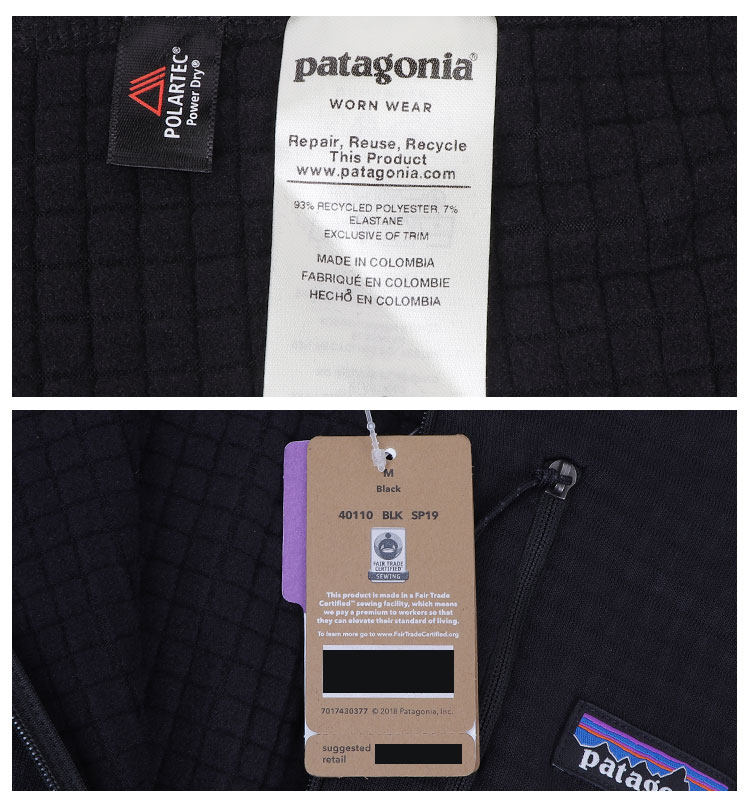 POLARTEC®
Power Dry®
patagonia®
WORN WEAR
Repair, Reuse, Recycle
This Product
www.patagonia.com
93% RECYCLED POLYESTER, 7%
ELASTANE
EXCLUSIVE OF TRIM
MADE IN COLOMBIA
FABRIQUÉ EN COLOMBIE
HECHO EN COLOMBIA
M
Black
40110 BLK SP19
FAIR TRADE
CERTIFIED™
SEWING
This product is made in a Fair Trade
Certified™ sewing facility, which means
we pay a premium to workers so that
they can elevate their standard of living.
To learn more go to www.FairTradeCertified.org
7017430377 © 2018 Patagonia, Inc.
suggested
retail
patago